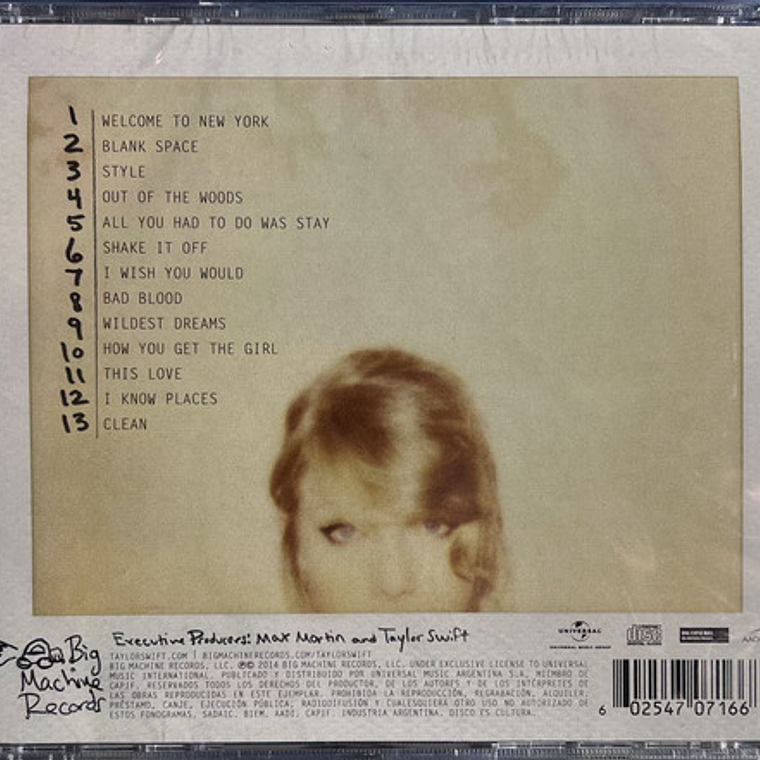 1 WELCOME TO NEW YORK
2 BLANK SPACE
3 STYLE
4 OUT OF THE WOODS
5 ALL YOU HAD TO DO WAS STAY
6 SHAKE IT OFF
7 I WISH YOU WOULD
8 BAD BLOOD
9 WILDEST DREAMS
10 HOW YOU GET THE GIRL
11 THIS LOVE
12 I KNOW PLACES
13 CLEAN
Big
Machine
Records
Executive Producers: Max Martin and Taylor Swift
TAYLORSWIFT.COM | BIGMACHINERECORDS.COM/TAYLORSWIFT
BIG MACHINE RECORDS, LLC. ℗© 2014 BIG MACHINE RECORDS, LLC. UNDER EXCLUSIVE LICENSE TO UNIVERSAL
MUSIC INTERNATIONAL. PUBLICADO Y DISTRIBUIDO POR UNIVERSAL MUSIC ARGENTINA S.A. MIEMBRO DE
CAPIF. RESERVADOS TODOS LOS DERECHOS DEL PRODUCTOR, DE LOS AUTORES Y DE LOS INTÉRPRETES DE
LAS OBRAS REPRODUCIDAS EN ESTE EJEMPLAR. PROHIBIDA LA REPRODUCCIÓN, REGRABACIÓN, ALQUILER,
PRÉSTAMO, CANJE, EJECUCIÓN PÚBLICA; RADIODIFUSIÓN Y CUALESQUIERA OTRO USO NO AUTORIZADO DE
ESTOS FONOGRAMAS. SADAIC. BIEM. AADI. CAPIF. INDUSTRIA ARGENTINA. DISCO ES CULTURA.
UNIVERSAL
UNIVERSAL MUSIC GROUP
disc
6 02547 07166